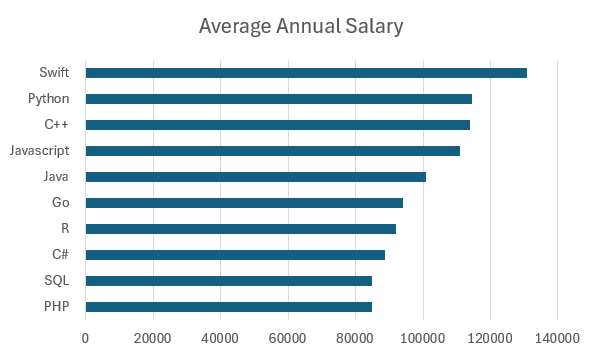 Average Annual Salary
Swift
Python
C++
Javascript
Java
Go
R
C#
SQL
PHP
0 20000 40000 60000 80000 100000 120000 140000